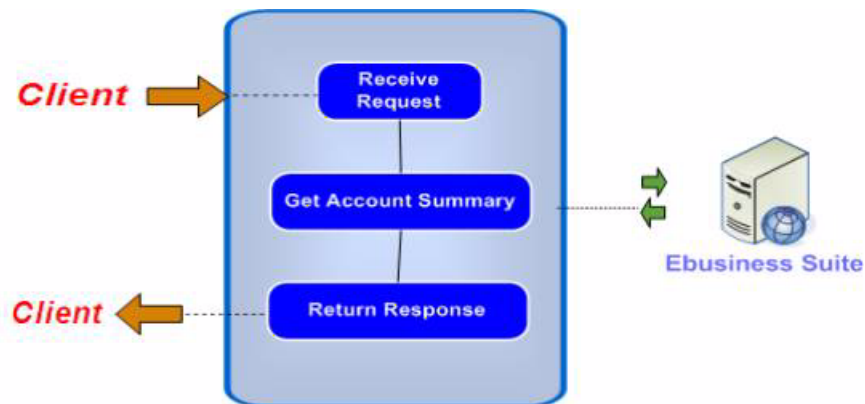 Receive
Request
Client
Get Account Summary
Ebusiness Suite
Return Response
Client